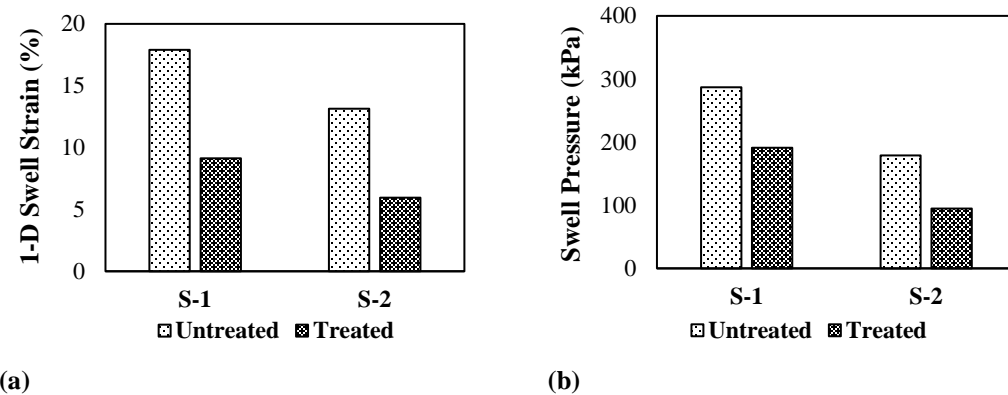 1-D Swell Strain (%)
20
15
10
5
0
S-1 S-2
Untreated Treated
(a)
Swell Pressure (kPa)
400
300
200
100
0
S-1 S-2
Untreated Treated
(b)